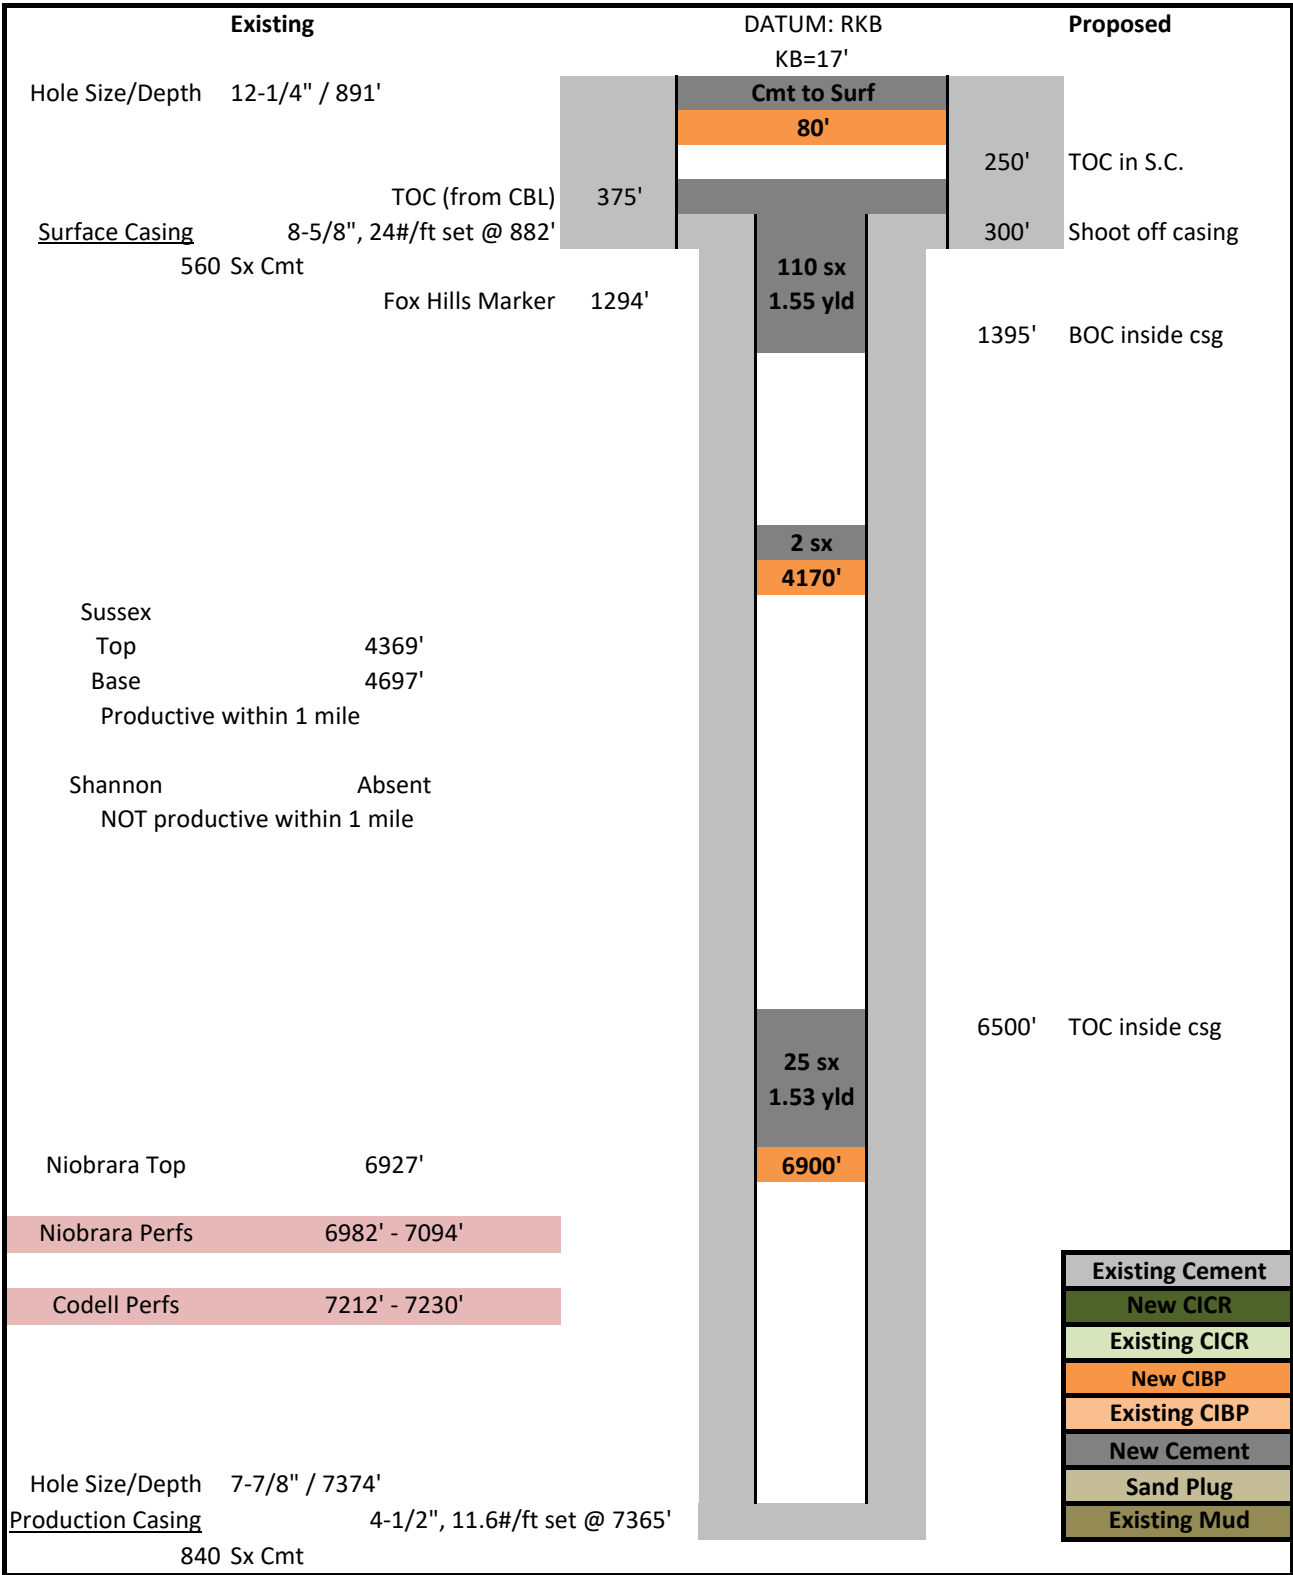 Existing DATUM: RKB Proposed
KB=17'
Hole Size/Depth 12-1/4" / 891' Cmt to Surf
80'
250' TOC in S.C.
TOC (from CBL) 375'
Surface Casing 8-5/8", 24#/ft set @ 882' 300' Shoot off casing
560 Sx Cmt 110 sx
Fox Hills Marker 1294' 1.55 yld
1395' BOC inside csg
2 sx
4170'
Sussex
Top 4369'
Base 4697'
Productive within 1 mile
Shannon Absent
NOT productive within 1 mile
6500' TOC inside csg
25 sx
1.53 yld
Niobrara Top 6927' 6900'
Niobrara Perfs 6982' - 7094'
Existing Cement
Codell Perfs 7212' - 7230' New CICR
Existing CICR
New CIBP
Existing CIBP
New Cement
Hole Size/Depth 7-7/8" / 7374' Sand Plug
Production Casing 4-1/2", 11.6#/ft set @ 7365' Existing Mud
840 Sx Cmt